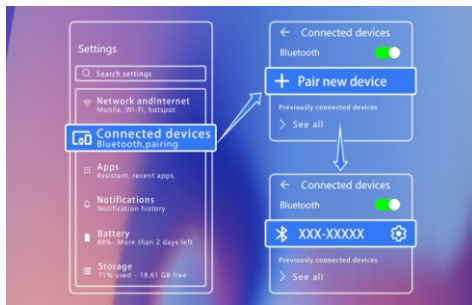 Settings
Search settings
Network andInternet
Mobile, Wi-Fi, hotspot
Connected devices
Bluetooth,pairing
Apps
Assistant, recent apps,
Notifications
Notification history
Battery
88%- More than 2 days left
Storage
71% used - 18.61 GB free
Connected devices
Bluetooth
Pair new device
Previously connected devices
See all
Connected devices
Bluetooth
XXX-XXXXX
Previously connected devices
See all